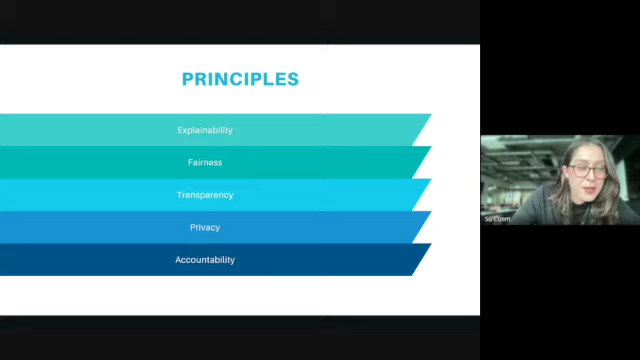 PRINCIPLES
Explainability
Fairness
Transparency
Privacy
Accountability